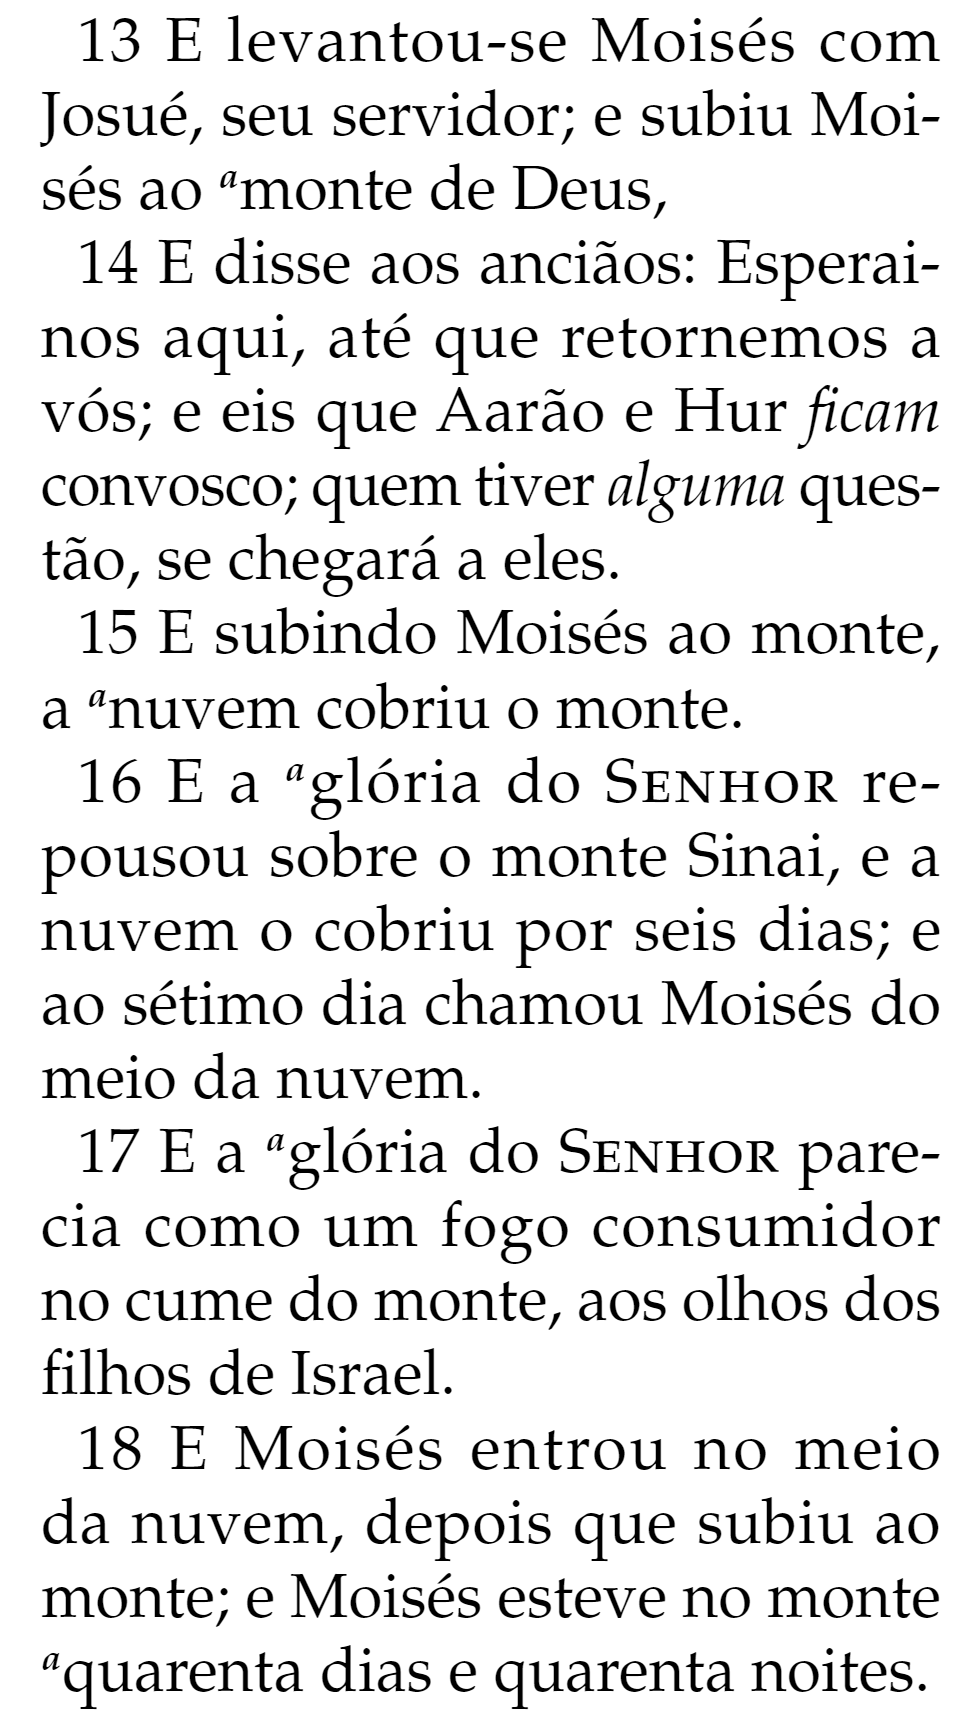 13 E levantou-se Moisés com
Josué, seu servidor; e subiu Moi-
sés ao ᵃmonte de Deus,
14 E disse aos anciãos: Esperai-
nos aqui, até que retornemos a
vós; e eis que Aarão e Hur ficam
convosco; quem tiver alguma ques-
tão, se chegará a eles.
15 E subindo Moisés ao monte,
a ᵃnuvem cobriu o monte.
16 E a ᵃglória do SENHOR re-
pousou sobre o monte Sinai, e a
nuvem o cobriu por seis dias; e
ao sétimo dia chamou Moisés do
meio da nuvem.
17 E a ᵃglória do SENHOR pare-
cia como um fogo consumidor
no cume do monte, aos olhos dos
filhos de Israel.
18 E Moisés entrou no meio
da nuvem, depois que subiu ao
monte; e Moisés esteve no monte
ᵃquarenta dias e quarenta noites.